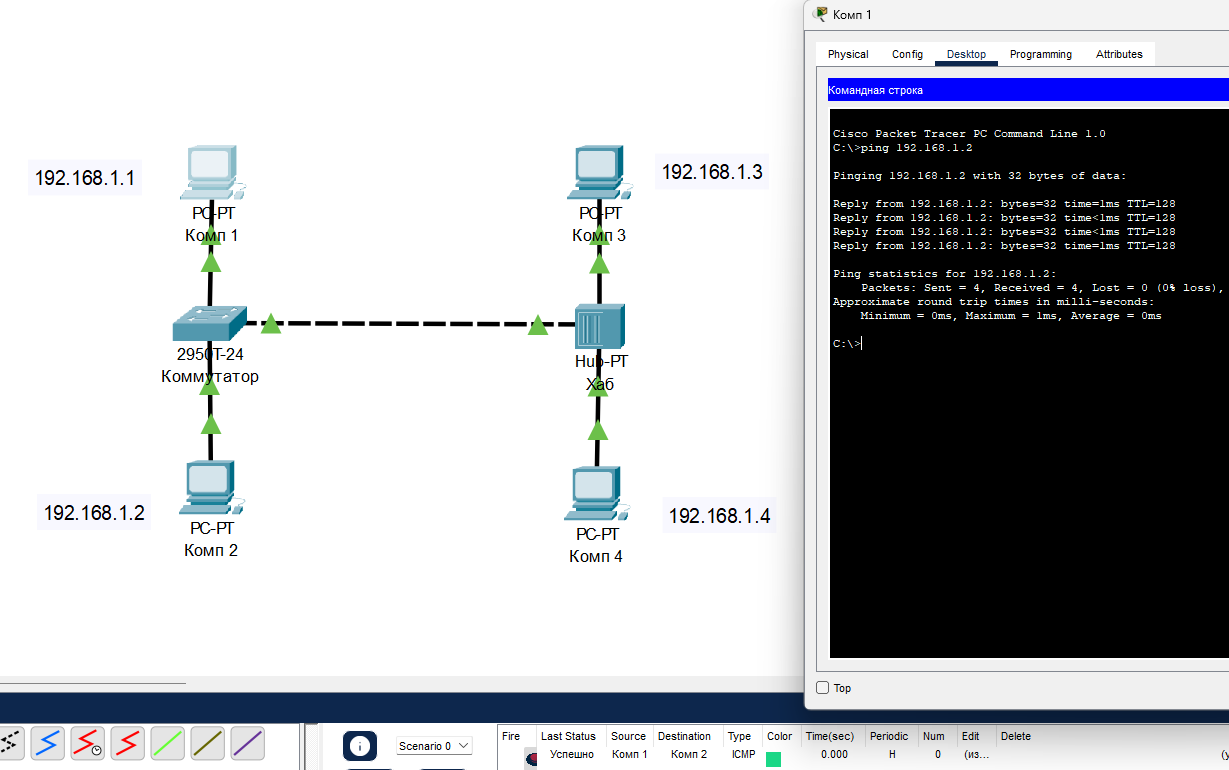 Комп 1
Physical Config Desktop Programming Attributes
Командная строка
Cisco Packet Tracer PC Command Line 1.0
C:\>ping 192.168.1.2
Pinging 192.168.1.2 with 32 bytes of data:
Reply from 192.168.1.2: bytes=32 time=1ms TTL=128
Reply from 192.168.1.2: bytes=32 time<1ms TTL=128
Reply from 192.168.1.2: bytes=32 time<1ms TTL=128
Reply from 192.168.1.2: bytes=32 time=1ms TTL=128
Ping statistics for 192.168.1.2:
Packets: Sent = 4, Received = 4, Lost = 0 (0% loss),
Approximate round trip times in milli-seconds:
Minimum = 0ms, Maximum = 1ms, Average = 0ms
C:\>
Top
192.168.1.1
PC-PT
Комп 1
192.168.1.3
PC-PT
Комп 3
2950T-24
Коммутатор
Hub-PT
Хаб
192.168.1.2
PC-PT
Комп 2
192.168.1.4
PC-PT
Комп 4
Scenario 0
Fire Last Status Source Destination Type Color Time(sec) Periodic Num Edit Delete
Успешно Комп 1 Комп 2 ICMP 0.000 Н 0 (из...